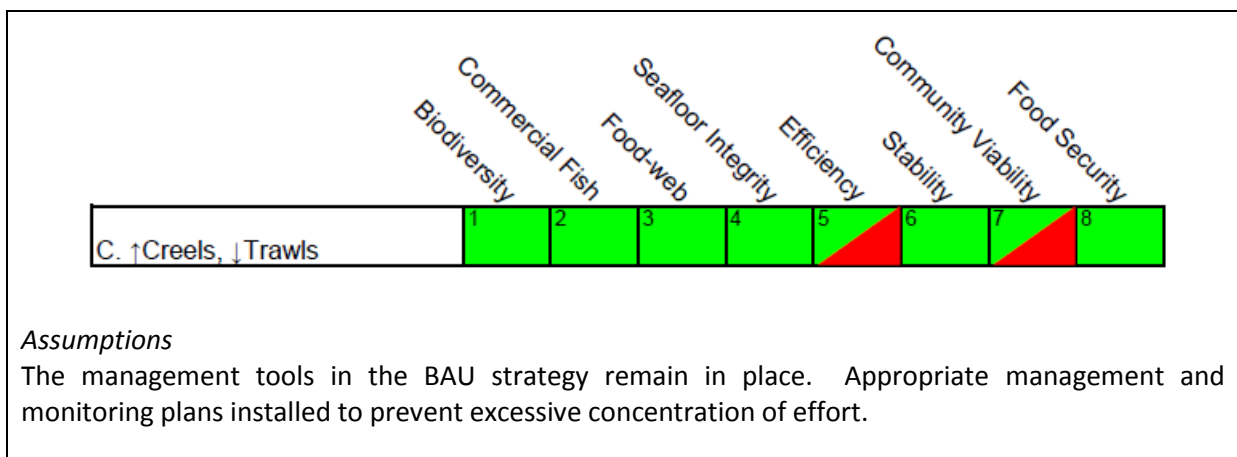 Biodiversity
Commercial Fish
Food-web
Seafloor Integrity
Efficiency
Stability
Community Viability
Food Security
C. ↑Creels, ↓Trawls 1 2 3 4 5 6 7 8
Assumptions
The management tools in the BAU strategy remain in place. Appropriate management and
monitoring plans installed to prevent excessive concentration of effort.